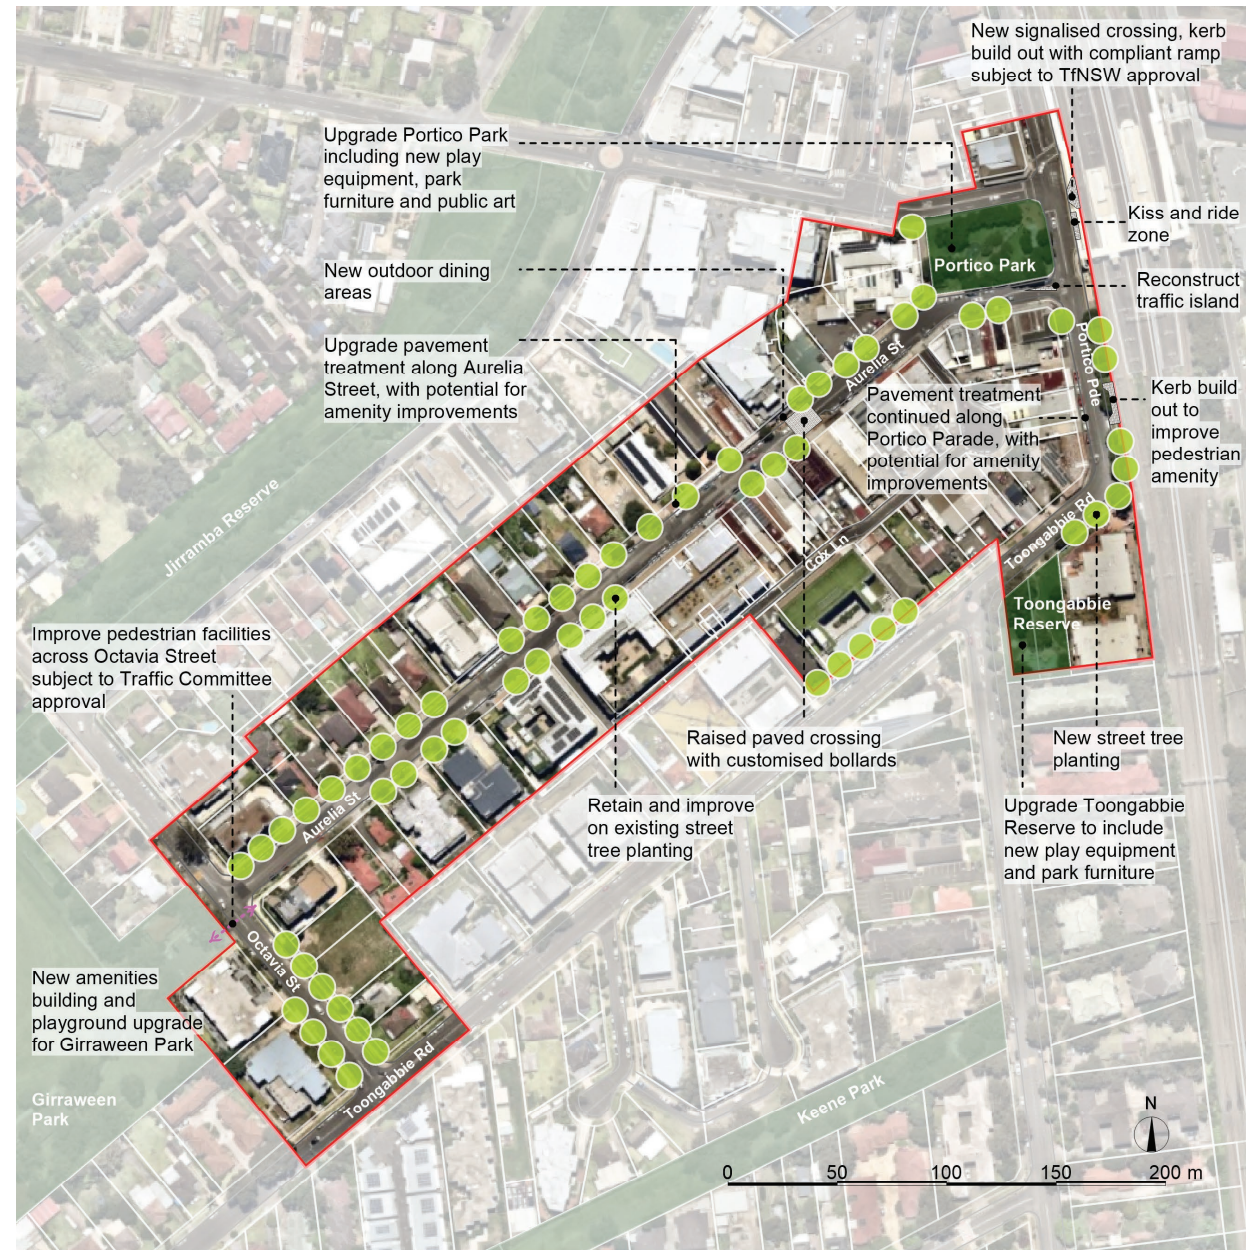 New signalised crossing, kerb
build out with compliant ramp
subject to TfNSW approval
Upgrade Portico Park
including new play
equipment, park
furniture and public art
Kiss and ride
zone
New outdoor dining
areas
Portico Park
Reconstruct
traffic island
Upgrade pavement
treatment along Aurelia
Street, with potential for
amenity improvements
Aurelia St
Portico Pde
Pavement treatment
continued along
Portico Parade, with
potential for amenity
improvements
Kerb build
out to
improve
pedestrian
amenity
Jirramba Reserve
Cox Ln
Toongabbie Rd
Toongabbie
Reserve
Improve pedestrian facilities
across Octavia Street
subject to Traffic Committee
approval
Raised paved crossing
with customised bollards
New street tree
planting
Retain and improve
on existing street
tree planting
Upgrade Toongabbie
Reserve to include
new play equipment
and park furniture
Aurelia St
Octavia St
New amenities
building and
playground upgrade
for Girraween Park
Toongabbie Rd
Girraween
Park
Keene Park
N
0 50 100 150 200 m